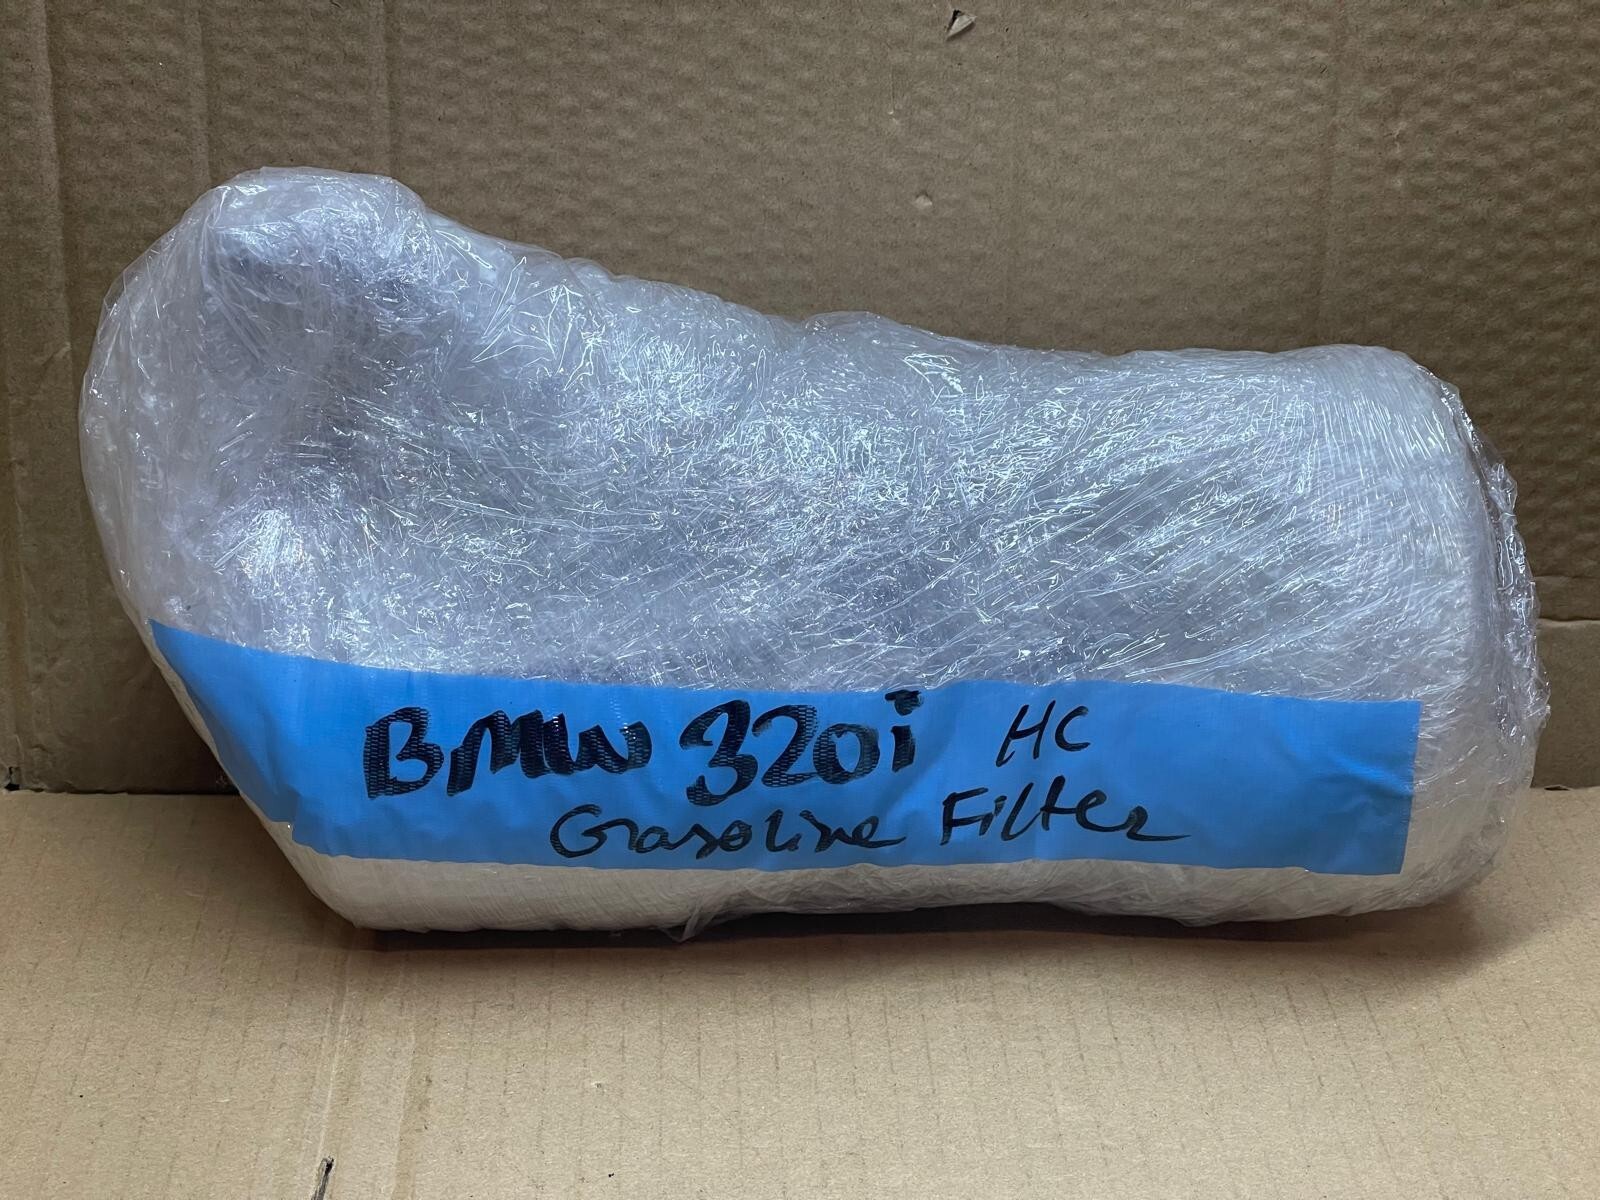 BMW 320i HC
Gasoline Filter